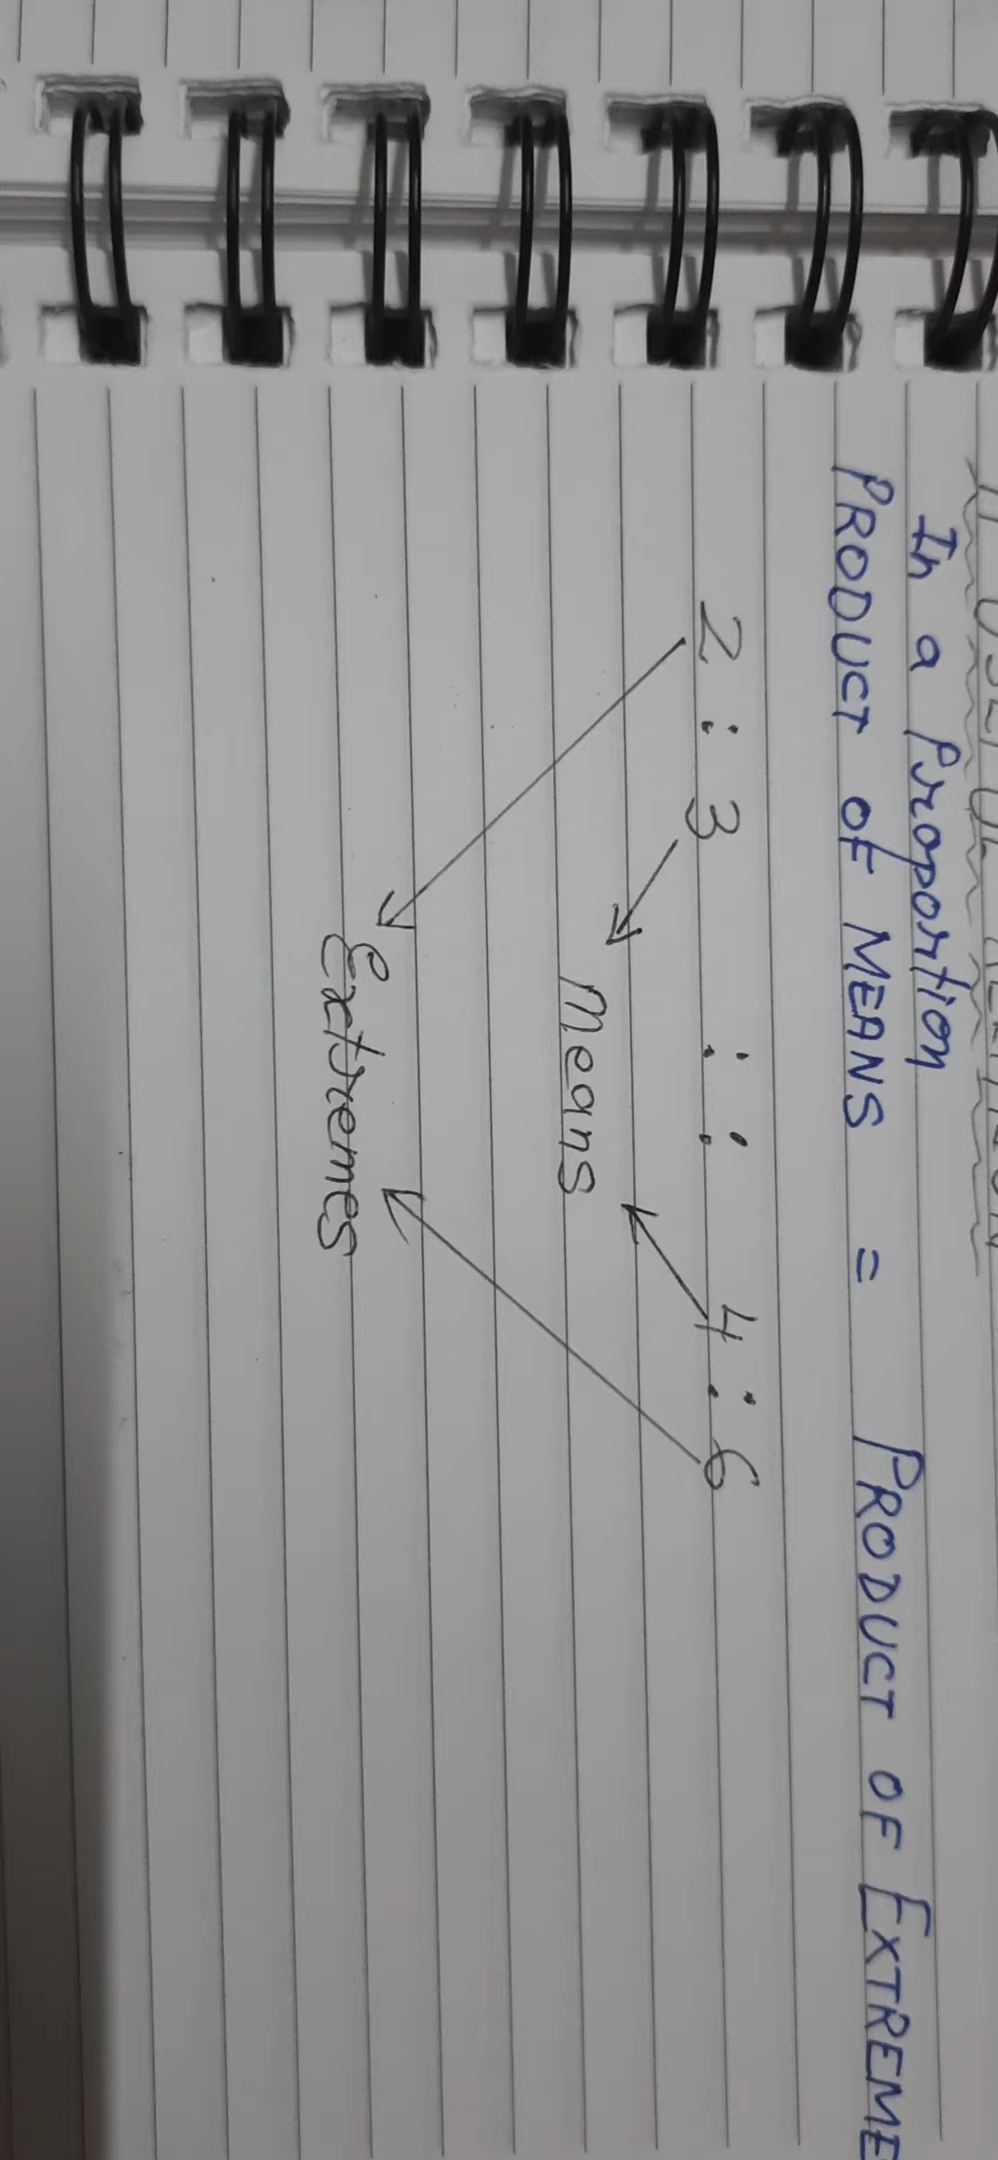 In a Proportion
PRODUCT OF MEANS = PRODUCT OF EXTREME
2 : 3 : : 4 : 6
Means
Extremes